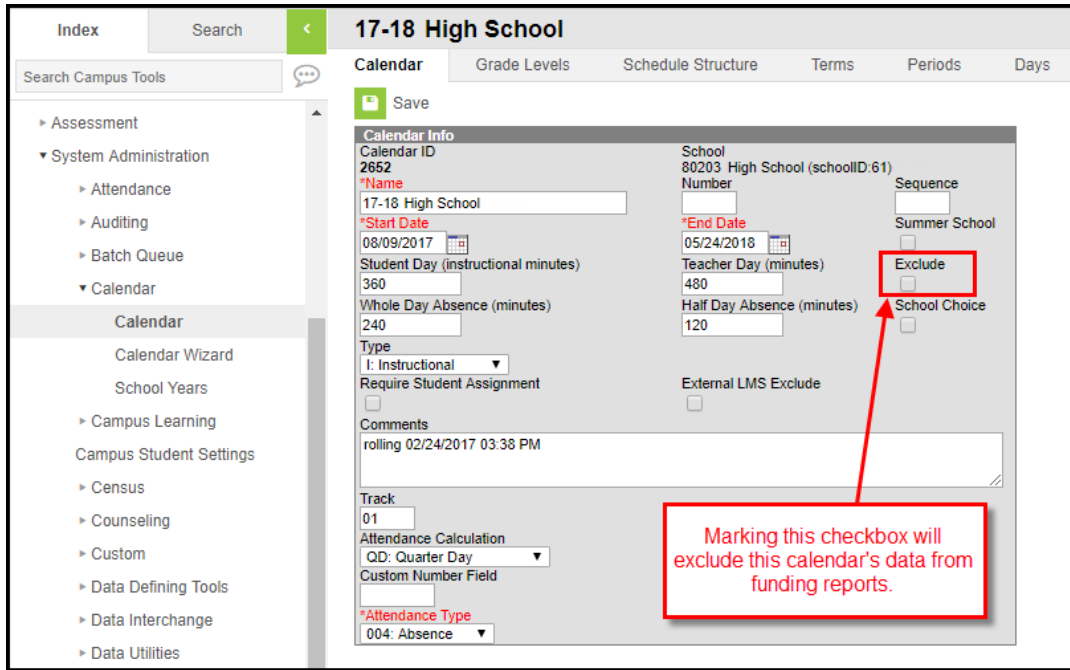 Index Search <
Search Campus Tools
Assessment
System Administration
Attendance
Auditing
Batch Queue
Calendar
Calendar
Calendar Wizard
School Years
Campus Learning
Campus Student Settings
Census
Counseling
Custom
Data Defining Tools
Data Interchange
Data Utilities
17-18 High School
Calendar Grade Levels Schedule Structure Terms Periods Days
Save
Calendar Info
Calendar ID School
2652 80203 High School (schoolID:61)
*Name Number Sequence
17-18 High School
*Start Date *End Date Summer School
08/09/2017 05/24/2018
Student Day (instructional minutes) Teacher Day (minutes) Exclude
360 480
Whole Day Absence (minutes) Half Day Absence (minutes) School Choice
240 120
Type
I: Instructional
Require Student Assignment External LMS Exclude
Comments
rolling 02/24/2017 03:38 PM
Track
01
Attendance Calculation
QD: Quarter Day
Custom Number Field
*Attendance Type
004: Absence
Marking this checkbox will
exclude this calendar's data from
funding reports.